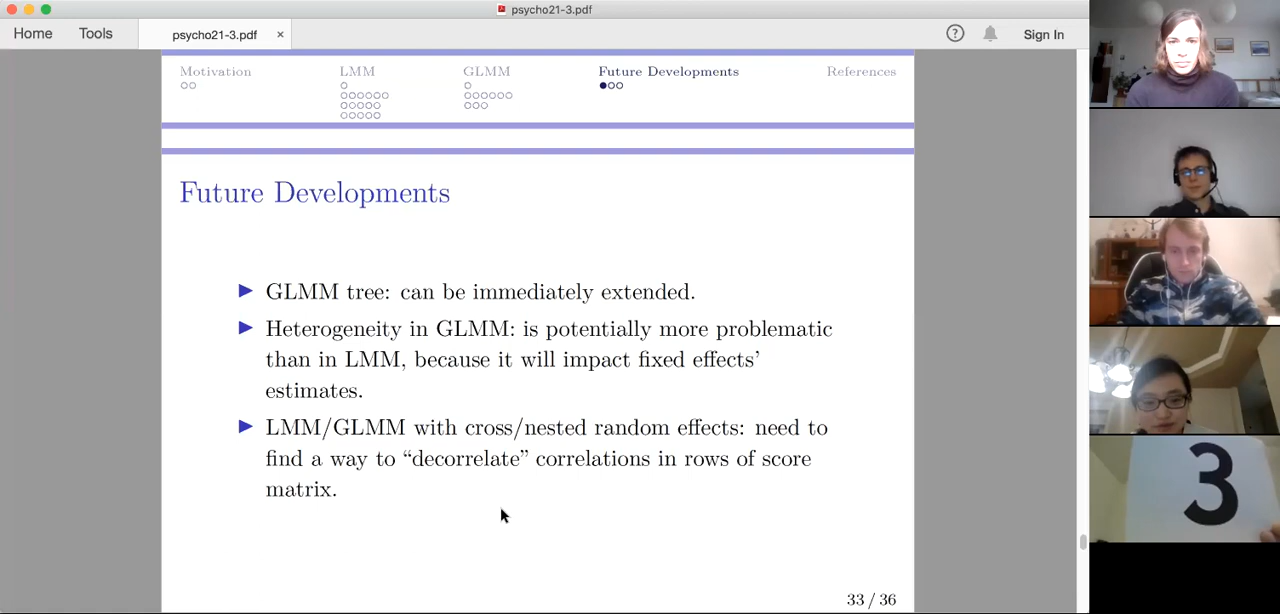 psycho21-3.pdf
Home Tools psycho21-3.pdf × ? Sign In
Motivation LMM GLMM Future Developments References
Future Developments
GLMM tree: can be immediately extended.
Heterogeneity in GLMM: is potentially more problematic
than in LMM, because it will impact fixed effects’
estimates.
LMM/GLMM with cross/nested random effects: need to
find a way to “decorrelate” correlations in rows of score
matrix.
33 / 36
3